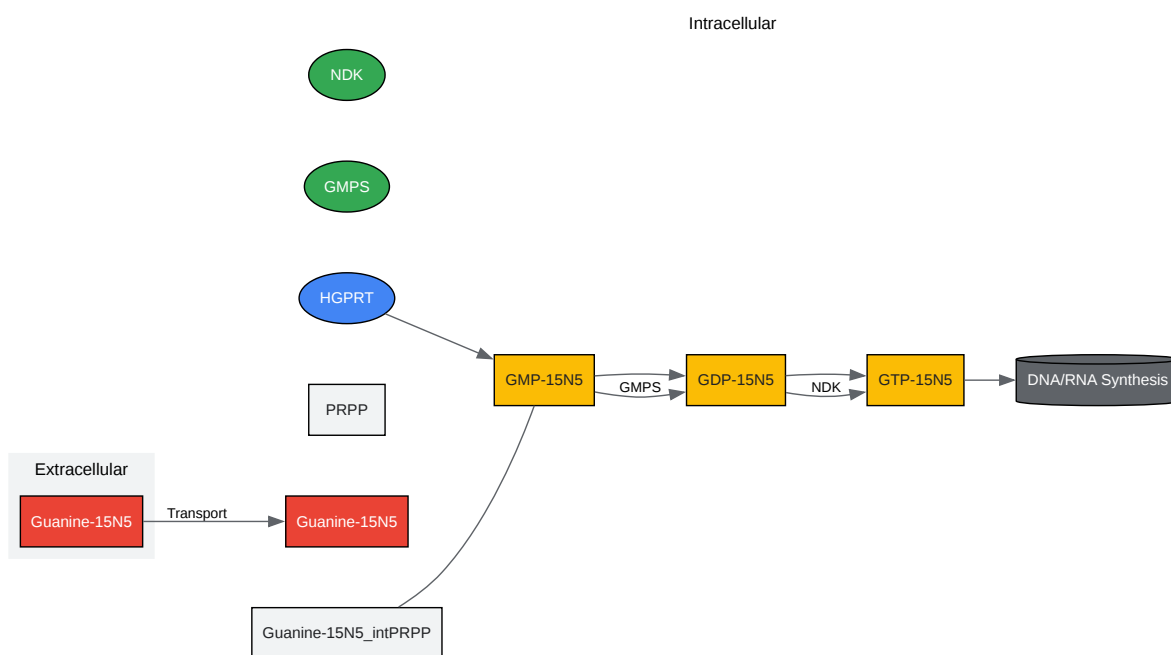 Intracellular
NDK
GMPS
HGPRT
PRPP
GMP-15N5
GMPS
GDP-15N5
NDK
GTP-15N5
DNA/RNA Synthesis
Extracellular
Guanine-15N5
Transport
Guanine-15N5
Guanine-15N5_intPRPP